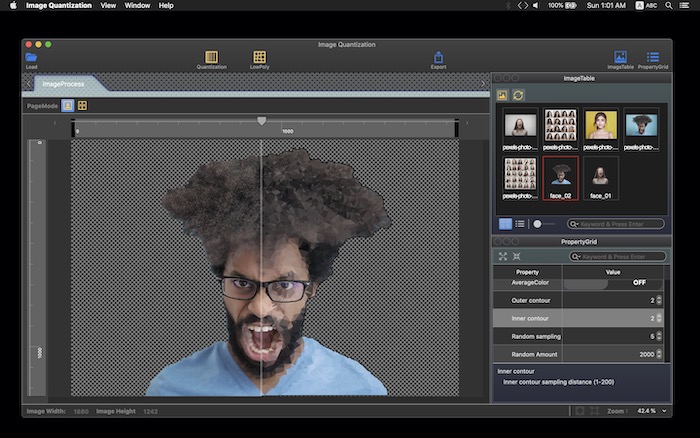 Image Quantization View Window Help 100% Sun 1:01 AM A ABC
Image Quantization
Load Quantization LowPoly Export ImageTable PropertyGrid
ImageProcess
ImageTable
PageMode
0 1000
0
1000
pexels-photo-... pexels-photo-... pexels-photo-... pexels-photo-...
pexels-photo-... face_02 face_01
Keyword & Press Enter
PropertyGrid
Keyword & Press Enter
Property Value
AverageColor OFF
Outer contour 2
Inner contour 2
Random sampling 5
Random Amount 2000
Inner contour
Inner contour sampling distance (1-200)
Image Width: 1880 Image Height 1243 Zoom : 42.4 %